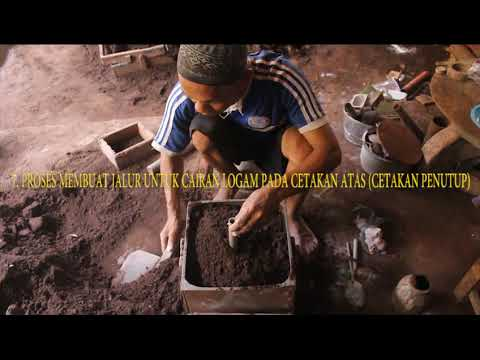 7. PROSES MEMBUAT JALUR UNTUK CAIRAN LOGAM PADA CETAKAN ATAS (CETAKAN PENUTUP)